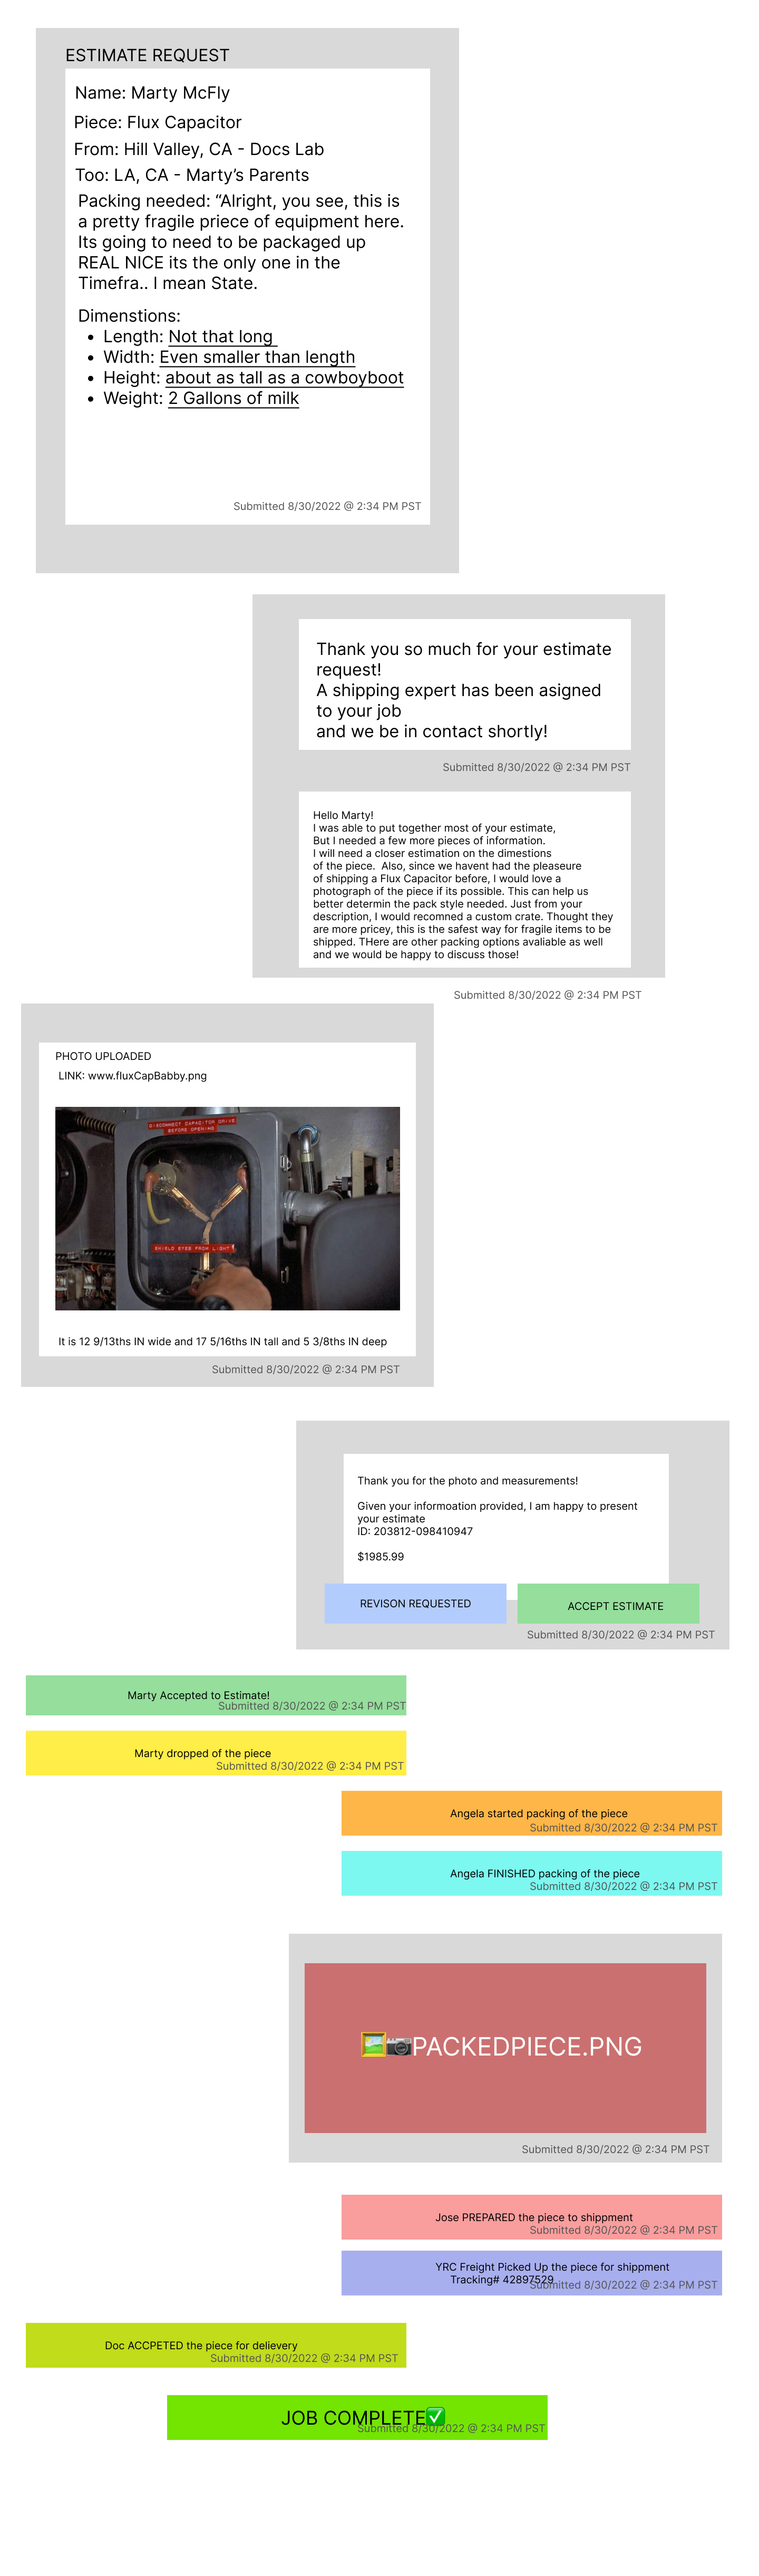 ESTIMATE REQUEST
Name: Marty McFly
Piece: Flux Capacitor
From: Hill Valley, CA - Docs Lab
Too: LA, CA - Marty’s Parents
Packing needed: “Alright, you see, this is
a pretty fragile priece of equipment here.
Its going to need to be packaged up
REAL NICE its the only one in the
Timefra.. I mean State.
Dimenstions:
• Length: Not that long
• Width: Even smaller than length
• Height: about as tall as a cowboyboot
• Weight: 2 Gallons of milk
Submitted 8/30/2022 @ 2:34 PM PST
Thank you so much for your estimate
request!
A shipping expert has been asigned
to your job
and we be in contact shortly!
Submitted 8/30/2022 @ 2:34 PM PST
Hello Marty!
I was able to put together most of your estimate,
But I needed a few more pieces of information.
I will need a closer estimation on the dimestions
of the piece.  Also, since we havent had the pleaseure
of shipping a Flux Capacitor before, I would love a
photograph of the piece if its possible. This can help us
better determin the pack style needed. Just from your
description, I would recomned a custom crate. Thought they
are more pricey, this is the safest way for fragile items to be
shipped. THere are other packing options avaliable as well
and we would be happy to discuss those!
Submitted 8/30/2022 @ 2:34 PM PST
PHOTO UPLOADED
LINK: www.fluxCapBabby.png
DISCONNECT CAPACITOR DRIVE
BEFORE OPENING
SHIELD EYES FROM LIGHT
It is 12 9/13ths IN wide and 17 5/16ths IN tall and 5 3/8ths IN deep
Submitted 8/30/2022 @ 2:34 PM PST
Thank you for the photo and measurements!
Given your informoation provided, I am happy to present
your estimate
ID: 203812-098410947
$1985.99
REVISON REQUESTED
ACCEPT ESTIMATE
Submitted 8/30/2022 @ 2:34 PM PST
Marty Accepted to Estimate!
Submitted 8/30/2022 @ 2:34 PM PST
Marty dropped of the piece
Submitted 8/30/2022 @ 2:34 PM PST
Angela started packing of the piece
Submitted 8/30/2022 @ 2:34 PM PST
Angela FINISHED packing of the piece
Submitted 8/30/2022 @ 2:34 PM PST
🖼️📷PACKEDPIECE.PNG
Submitted 8/30/2022 @ 2:34 PM PST
Jose PREPARED the piece to shippment
Submitted 8/30/2022 @ 2:34 PM PST
YRC Freight Picked Up the piece for shippment
Tracking# 42897529
Submitted 8/30/2022 @ 2:34 PM PST
Doc ACCPETED the piece for delievery
Submitted 8/30/2022 @ 2:34 PM PST
JOB COMPLETE✅
Submitted 8/30/2022 @ 2:34 PM PST